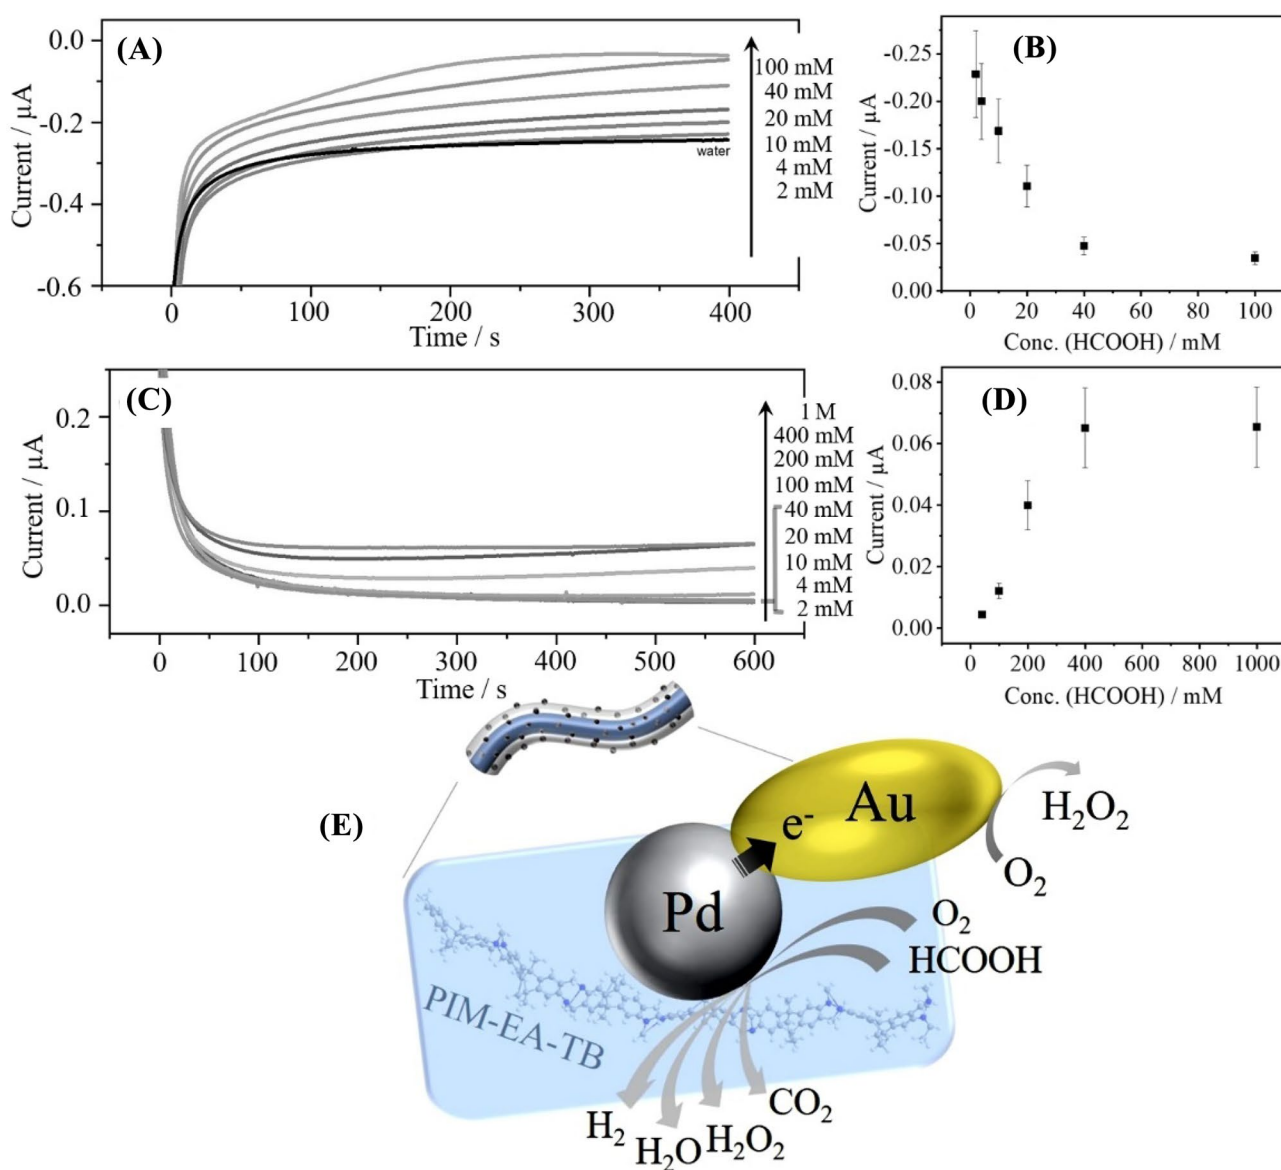 (A)
Current / μA
0.0
-0.2
-0.4
-0.6
0
100
200
300
400
Time / s
water
100 mM
40 mM
20 mM
10 mM
4 mM
2 mM
(B)
Current / μA
-0.25
-0.20
-0.15
-0.10
-0.05
0.00
0
20
40
60
80
100
Conc. (HCOOH) / mM
(C)
Current / μA
0.2
0.1
0.0
0
100
200
300
400
500
600
Time / s
1 M
400 mM
200 mM
100 mM
40 mM
20 mM
10 mM
4 mM
2 mM
(D)
Current / μA
0.08
0.06
0.04
0.02
0.00
0
200
400
600
800
1000
Conc. (HCOOH) / mM
(E)
Au
e-
H2O2
O2
Pd
O2
HCOOH
PIM-EA-TB
H2
H2O
H2O2
CO2